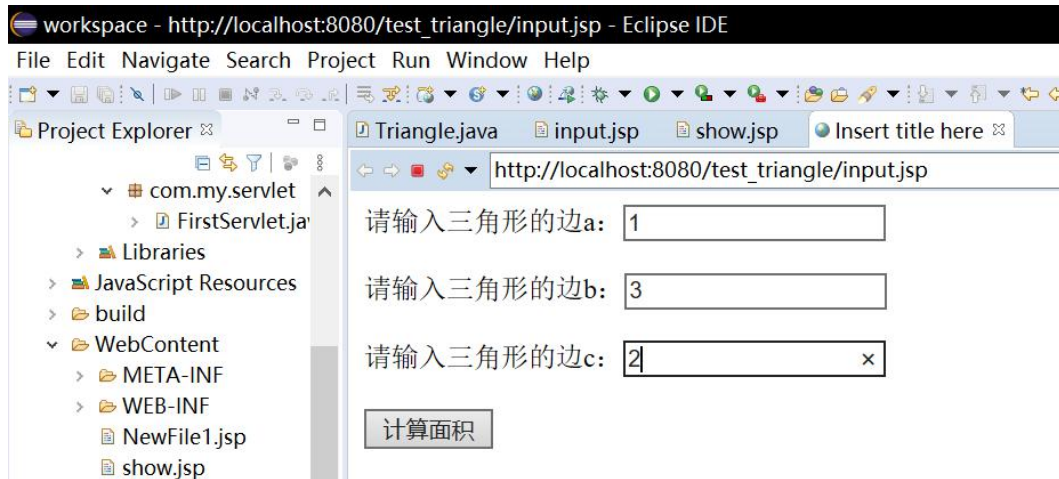 workspace - http://localhost:8080/test_triangle/input.jsp - Eclipse IDE
File Edit Navigate Search Project Run Window Help
Project Explorer
Triangle.java input.jsp show.jsp Insert title here
http://localhost:8080/test_triangle/input.jsp
com.my.servlet
FirstServlet.ja
Libraries
JavaScript Resources
build
WebContent
META-INF
WEB-INF
NewFile1.jsp
show.jsp
请输入三角形的边a: 1
请输入三角形的边b: 3
请输入三角形的边c: 2
计算面积